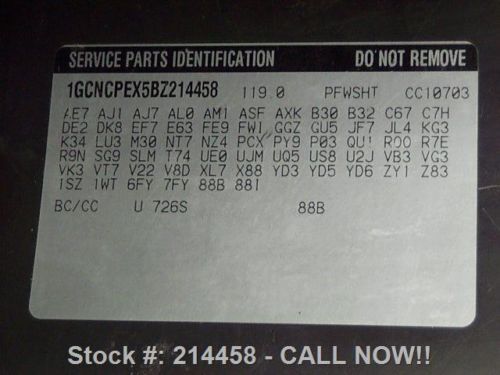 SERVICE PARTS IDENTIFICATION DO NOT REMOVE
1GCNCPEX5BZ214458 119.0 PFWSHT CC10703
AE7 AJ1 AJ7 AL0 AM1 ASF AXK B30 B32 C67 C7H
DE2 DK8 EF7 E63 FE9 FWI GGZ GU5 JF7 JL4 KG3
K34 LU3 M30 NT7 NZ4 PCX PY9 P03 QU1 R00 R7E
R9N SG9 SLM T74 UE0 UJM UQ5 US8 U2J VB3 VG3
VK3 VT7 V22 V8D XL7 X88 YD3 YD5 YD6 ZY1 Z83
1SZ 1WT 6FY 7FY 88B 88I
BC/CC U 726S 88B
Stock #: 214458 - CALL NOW!!